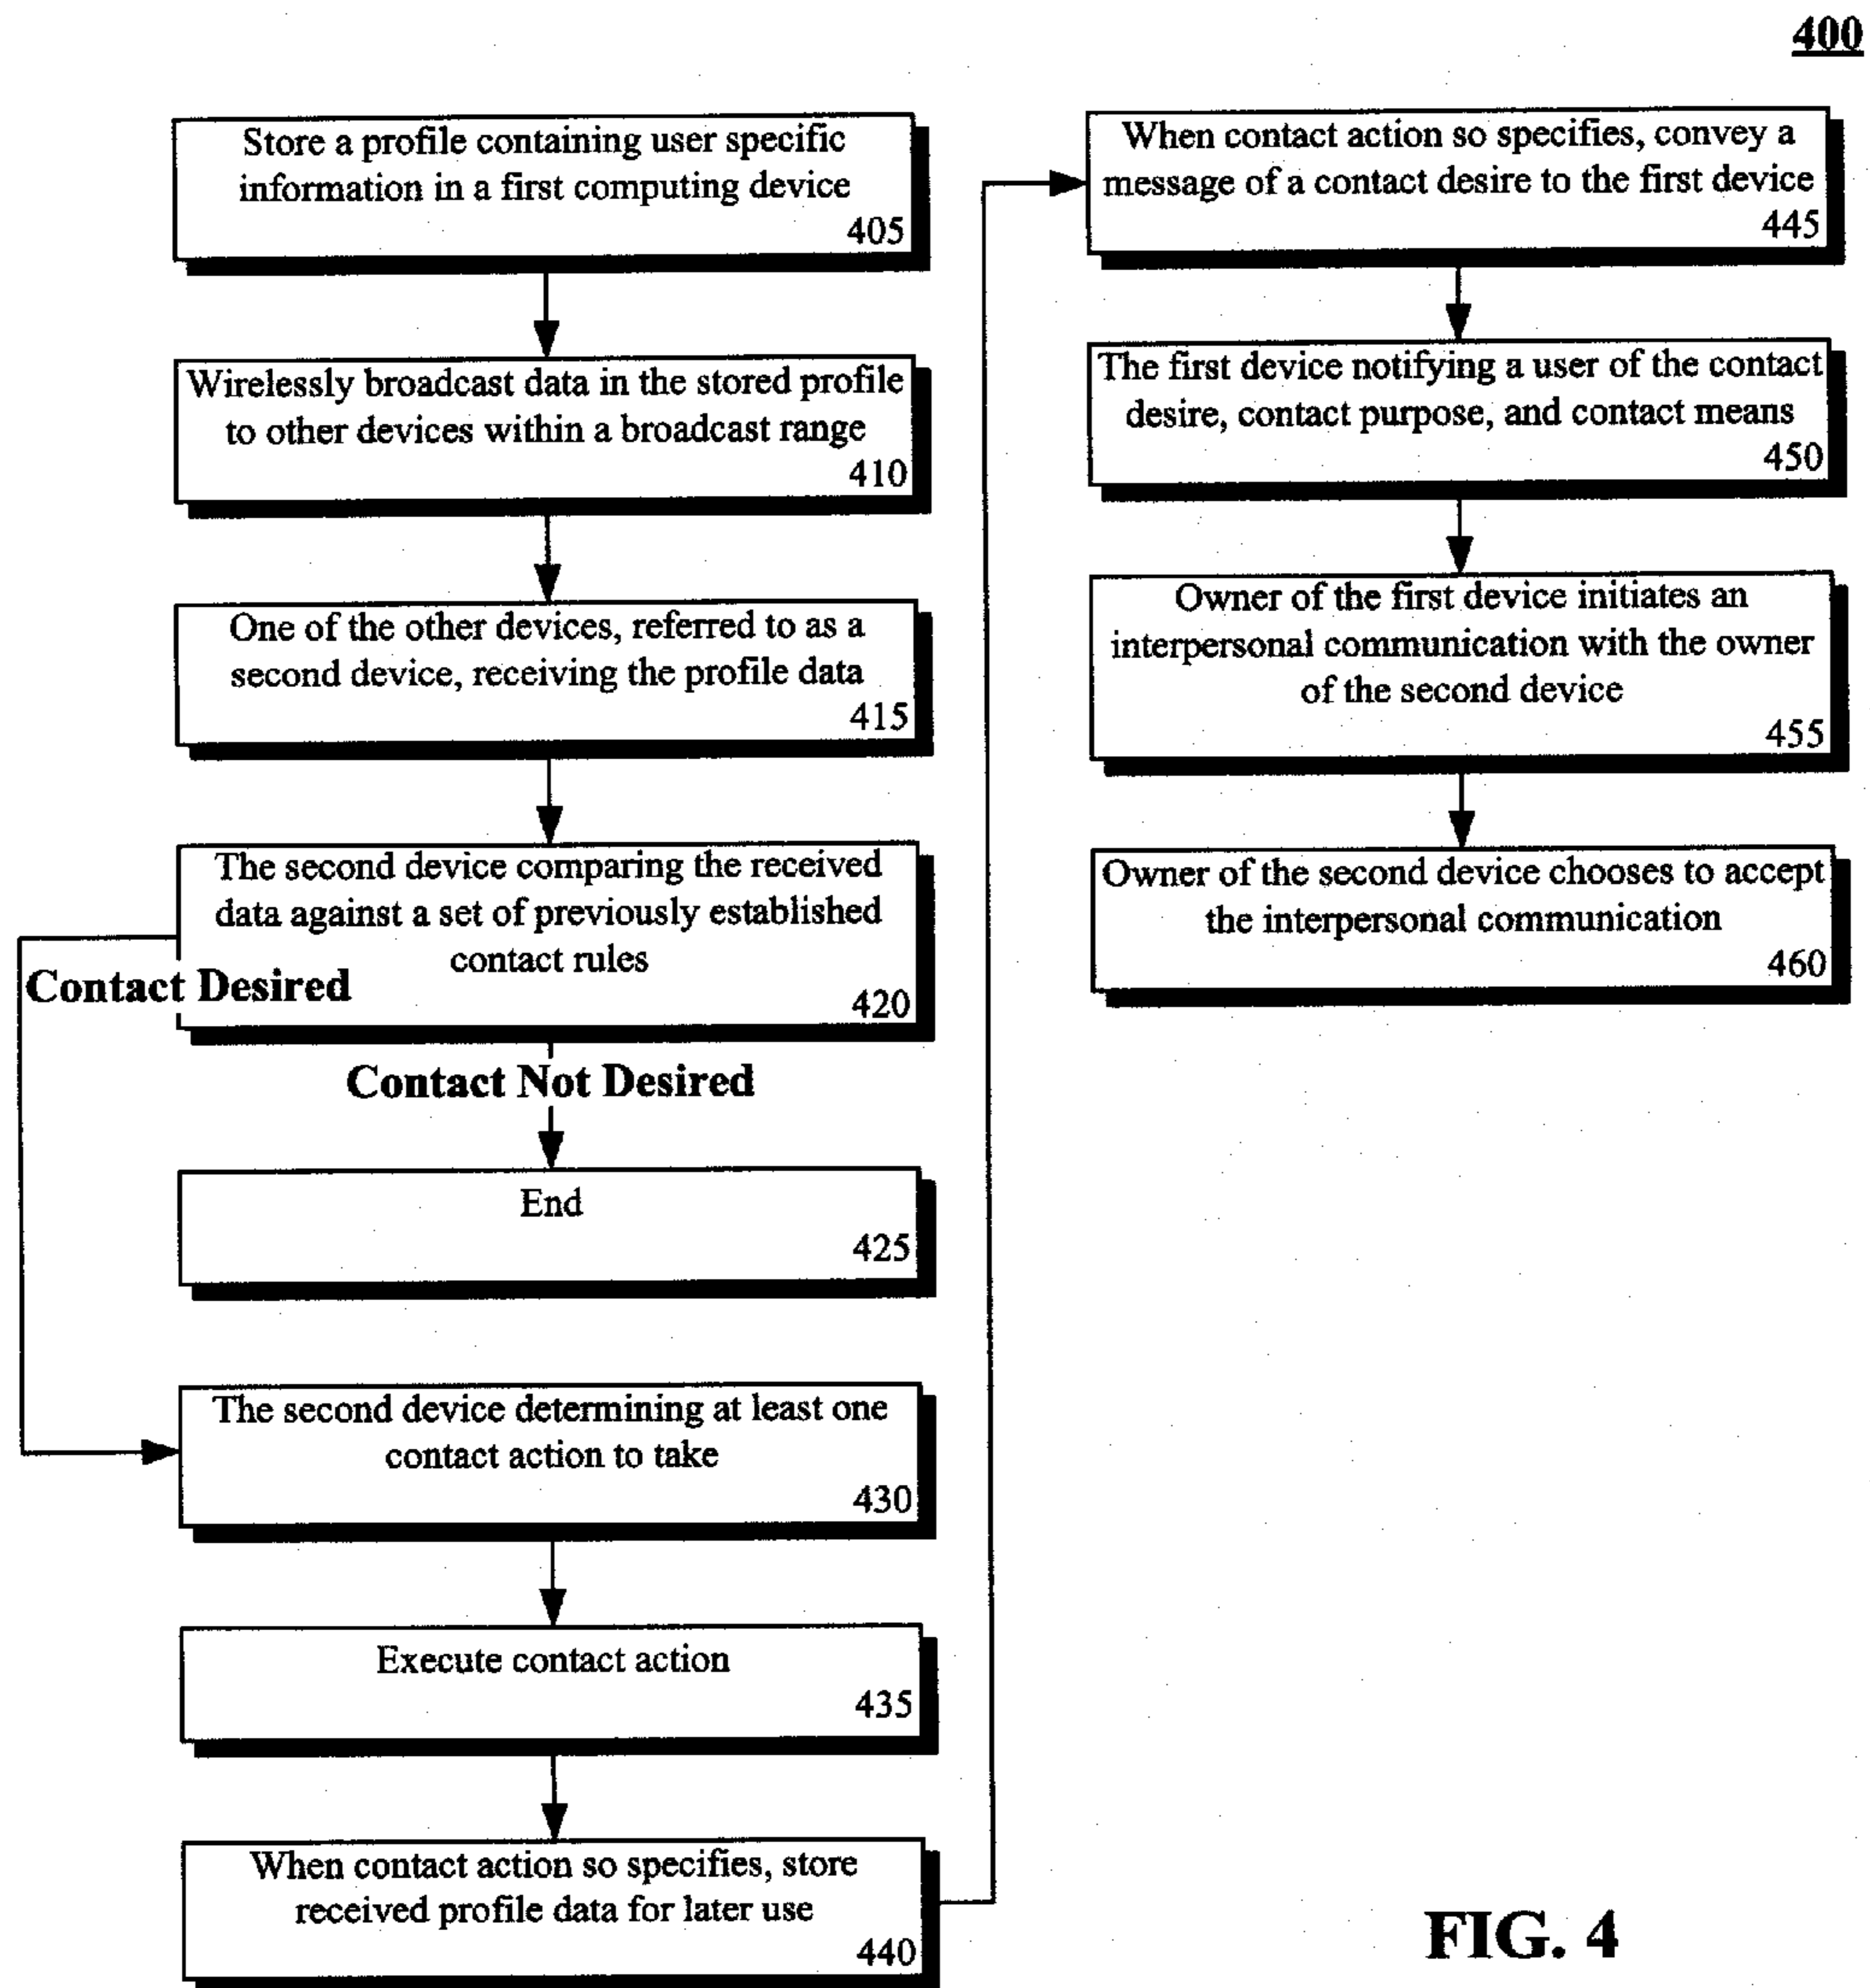 400
Store a profile containing user specific
information in a first computing device
405
Wirelessly broadcast data in the stored profile
to other devices within a broadcast range
410
One of the other devices, referred to as a
second device, receiving the profile data
415
The second device comparing the received
data against a set of previously established
contact rules
420
Contact Desired
Contact Not Desired
End
425
The second device determining at least one
contact action to take
430
Execute contact action
435
When contact action so specifies, store
received profile data for later use
440
When contact action so specifies, convey a
message of a contact desire to the first device
445
The first device notifying a user of the contact
desire, contact purpose, and contact means
450
Owner of the first device initiates an
interpersonal communication with the owner
of the second device
455
Owner of the second device chooses to accept
the interpersonal communication
460
FIG. 4